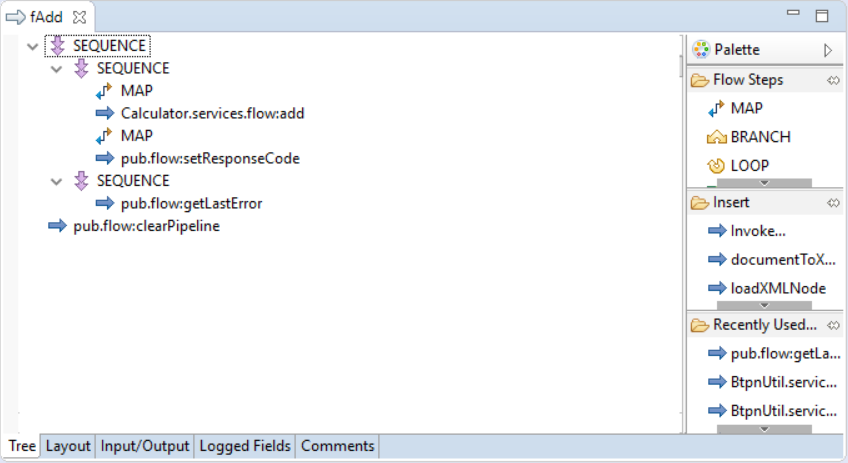 fAdd
SEQUENCE
SEQUENCE
MAP
Calculator.services.flow:add
MAP
pub.flow:setResponseCode
SEQUENCE
pub.flow:getLastError
pub.flow:clearPipeline
Palette
Flow Steps
MAP
BRANCH
LOOP
Insert
Invoke...
documentToX...
loadXMLNode
Recently Used...
pub.flow:getLa...
BtpnUtil.servic...
BtpnUtil.servic...
Tree Layout Input/Output Logged Fields Comments